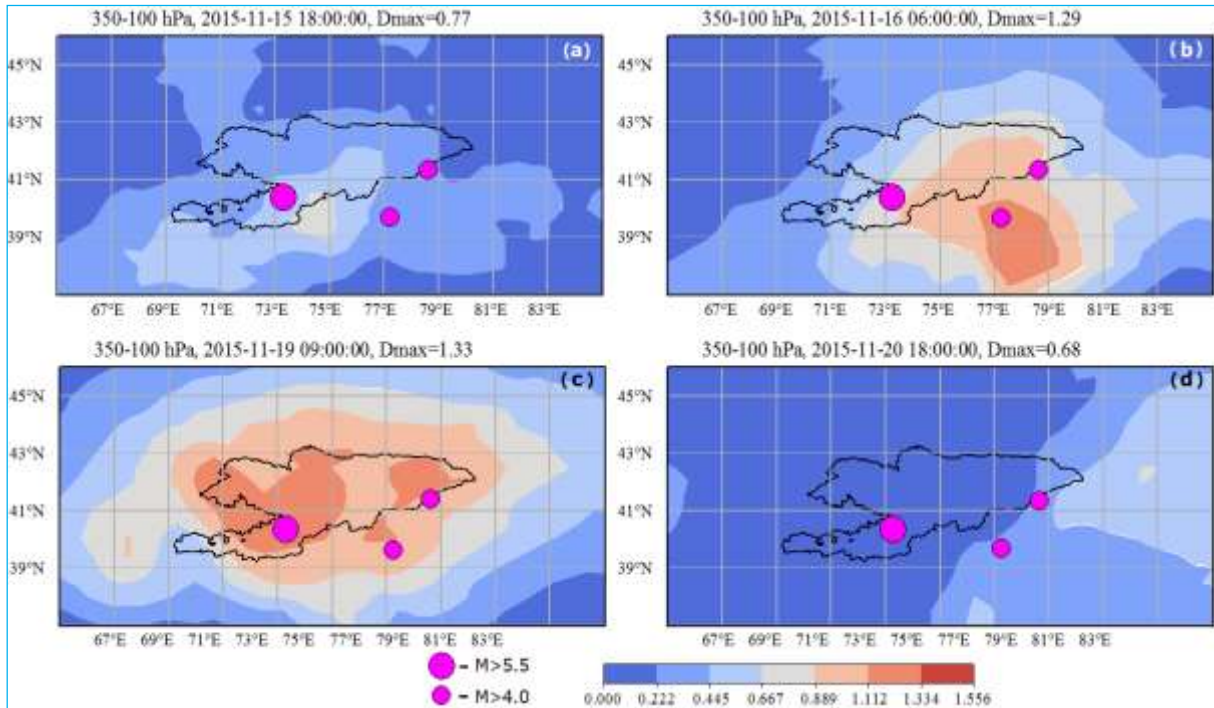 350-100 hPa, 2015-11-15 18:00:00, Dmax=0.77
(a)
45°N
43°N
41°N
39°N
67°E 69°E 71°E 73°E 75°E 77°E 79°E 81°E 83°E
350-100 hPa, 2015-11-16 06:00:00, Dmax=1.29
(b)
45°N
43°N
41°N
39°N
67°E 69°E 71°E 73°E 75°E 77°E 79°E 81°E 83°E
350-100 hPa, 2015-11-19 09:00:00, Dmax=1.33
(c)
45°N
43°N
41°N
39°N
67°E 69°E 71°E 73°E 75°E 77°E 79°E 81°E 83°E
350-100 hPa, 2015-11-20 18:00:00, Dmax=0.68
(d)
45°N
43°N
41°N
39°N
67°E 69°E 71°E 73°E 75°E 77°E 79°E 81°E 83°E
= M>5.5
= M>4.0
0.000 0.222 0.445 0.667 0.889 1.112 1.334 1.556